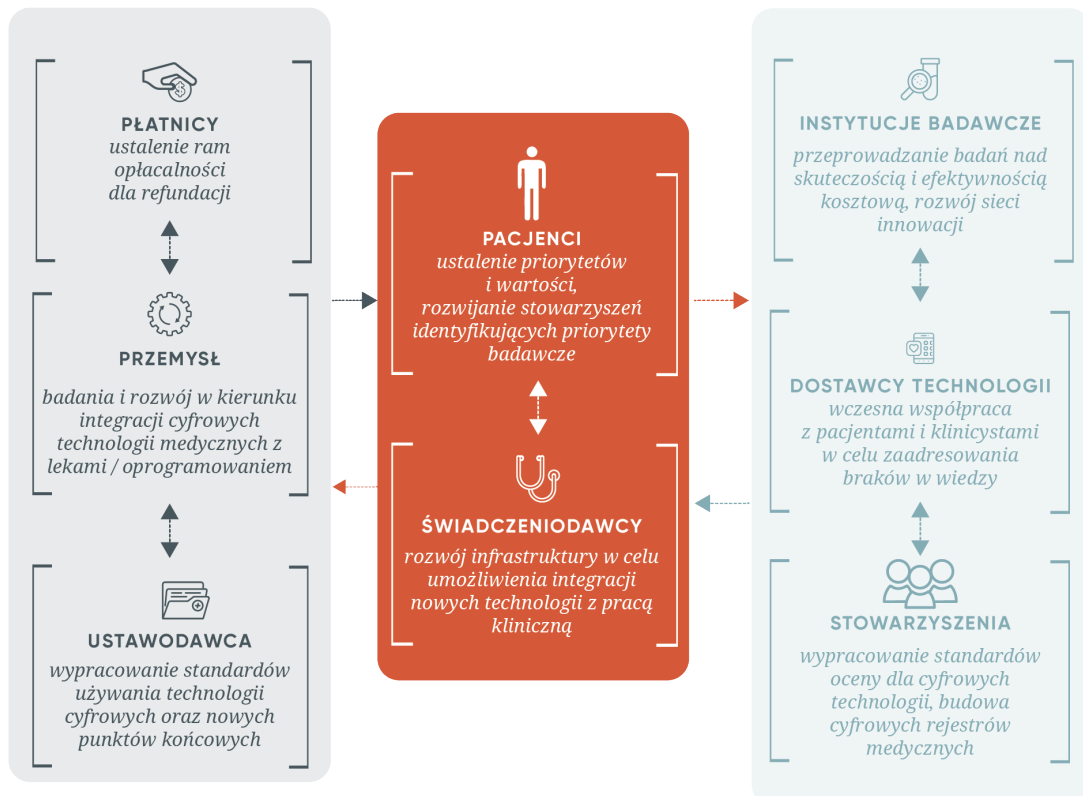 PŁATNICY
ustalenie ram
opłacalności
dla refundacji
PRZEMYSŁ
badania i rozwój w kierunku
integracji cyfrowych
technologii medycznych z
lekami / oprogramowaniem
USTAWODAWCA
wypracowanie standardów
używania technologii
cyfrowych oraz nowych
punktów końcowych
PACJENCI
ustalenie priorytetów
i wartości,
rozwijanie stowarzyszeń
identyfikujących priorytety
badawcze
ŚWIADCZENIODAWCY
rozwój infrastruktury w celu
umożliwienia integracji
nowych technologii z pracą
kliniczną
INSTYTUCJE BADAWCZE
przeprowadzanie badań nad
skuteczością i efektywnością
kosztową, rozwój sieci
innowacji
DOSTAWCY TECHNOLOGII
wczesna współpraca
z pacjentami i klinicystami
w celu zaadresowania
braków w wiedzy
STOWARZYSZENIA
wypracowanie standardów
oceny dla cyfrowych
technologii, budowa
cyfrowych rejestrów
medycznych